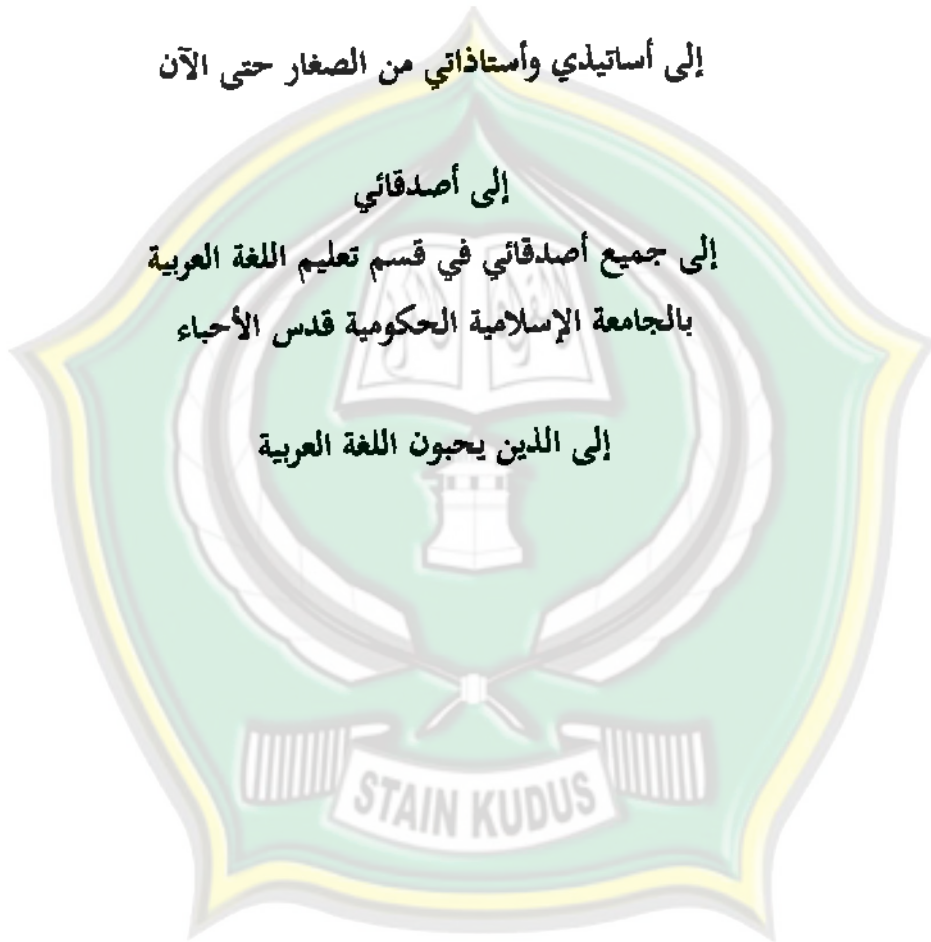 إلى أساتيذي وأستاذاتي من الصغار حتى الآن
إلى أصدقائي
إلى جميع أصدقائي في قسم تعليم اللغة العربية
بالجامعة الإسلامية الحكومية قدس الأحباء
إلى الذين يحبون اللغة العربية
STAIN KUDUS